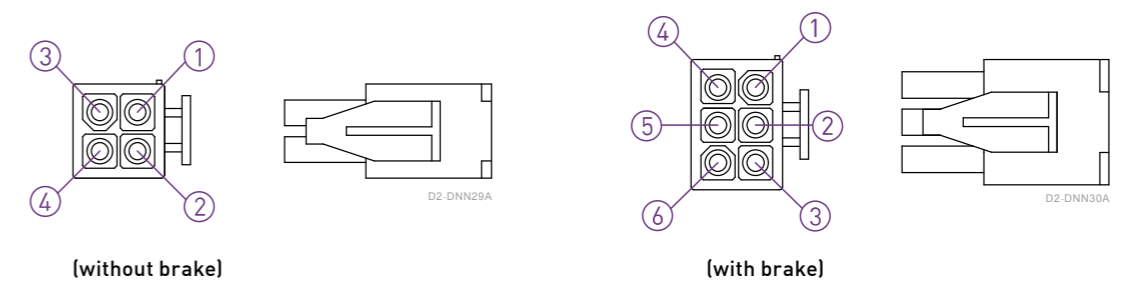 ③ ① ④ ①
⑤ ②
④ ② ⑥ ③
D2-DNN29A D2-DNN30A
(without brake) (with brake)